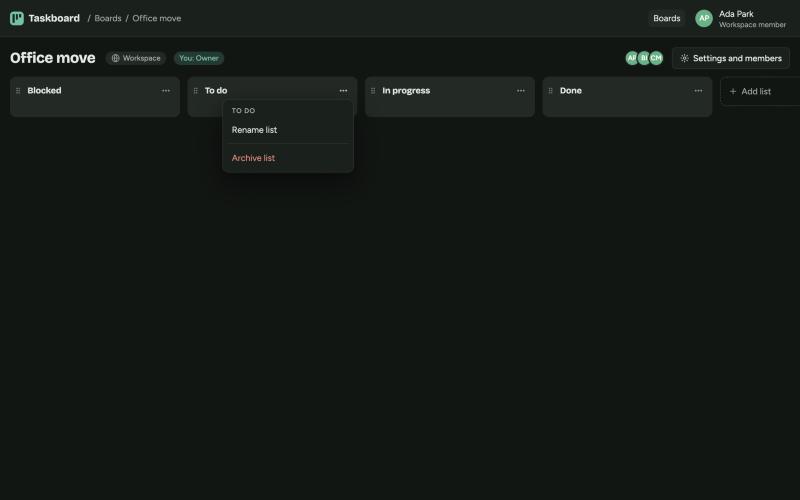 Taskboard / Boards / Office move Boards AP Ada Park
Workspace member
Office move Workspace You: Owner AP CM Settings and members
Blocked To do In progress Done Add list
TO DO
Rename list
Archive list